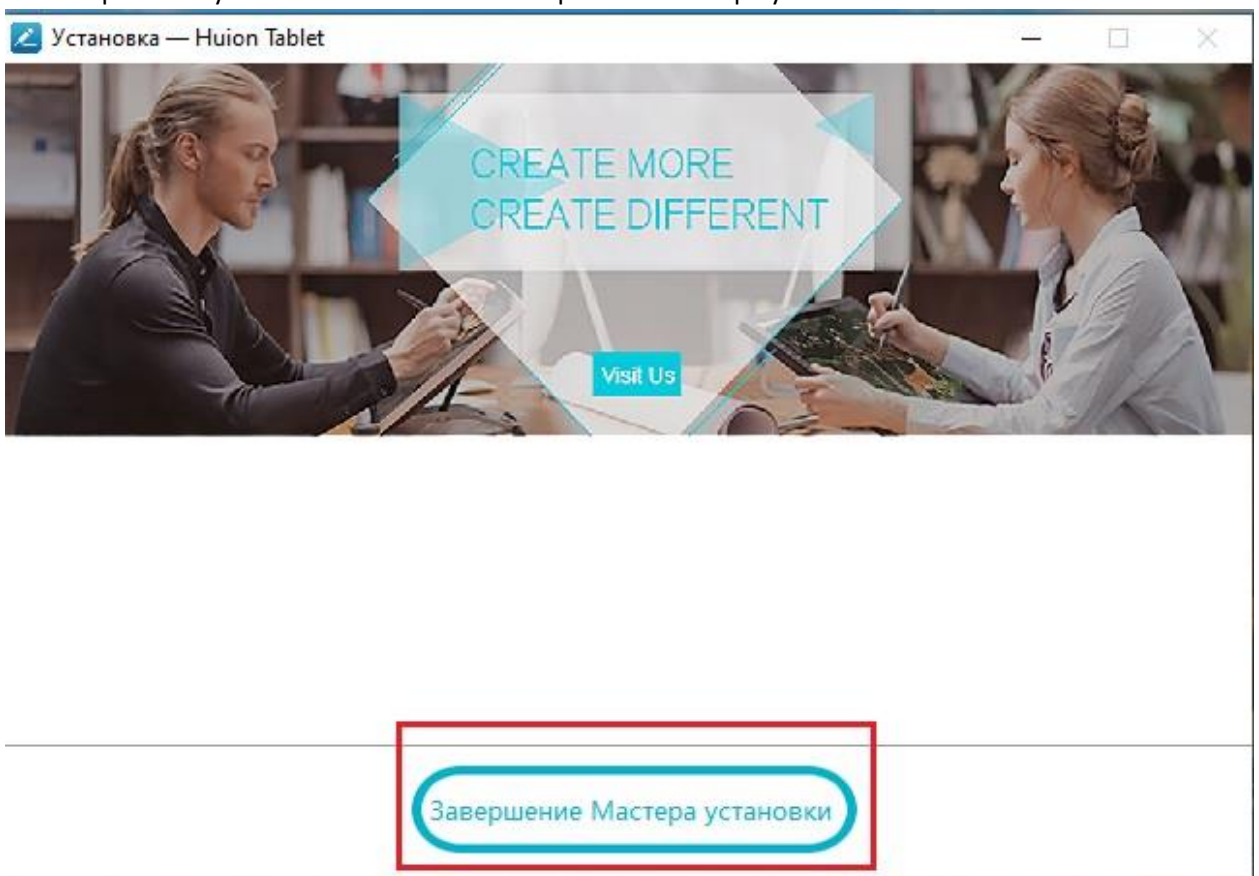 Установка — Huion Tablet
CREATE MORE
CREATE DIFFERENT
Visit Us
Завершение Мастера установки